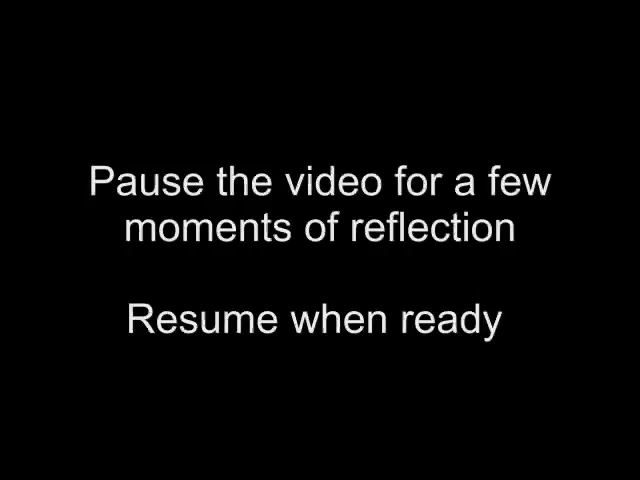 Pause the video for a few
moments of reflection
Resume when ready